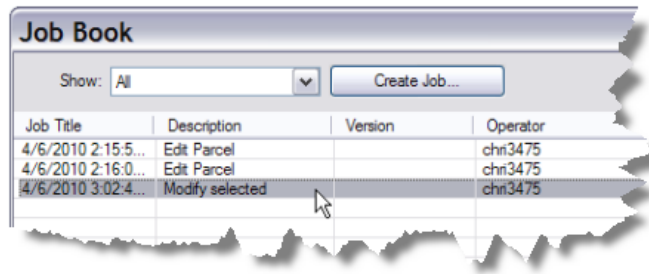 Job Book
Show: All Create Job...
Job Title Description Version Operator
4/6/2010 2:15:5... Edit Parcel chri3475
4/6/2010 2:16:0... Edit Parcel chri3475
4/6/2010 3:02:4... Modify selected chri3475